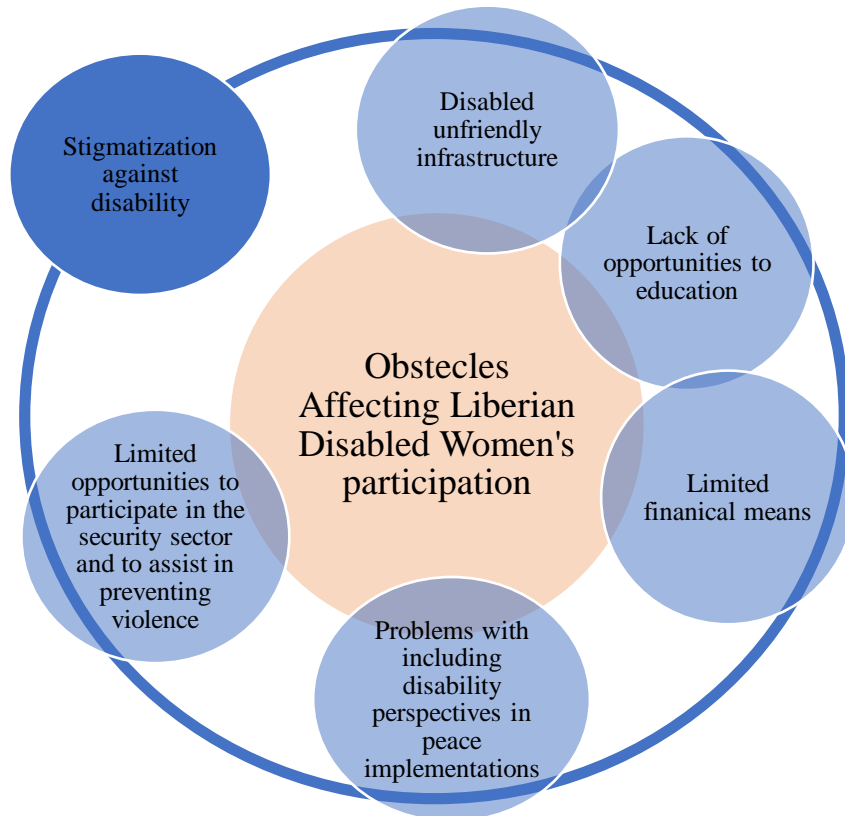 Stigmatization
against
disability
Disabled
unfriendly
infrastructure
Lack of
opportunities to
education
Limited
finanical means
Problems with
including
disability
perspectives in
peace
implementations
Limited
opportunities to
participate in the
security sector
and to assist in
preventing
violence
Obstecles
Affecting Liberian
Disabled Women's
participation